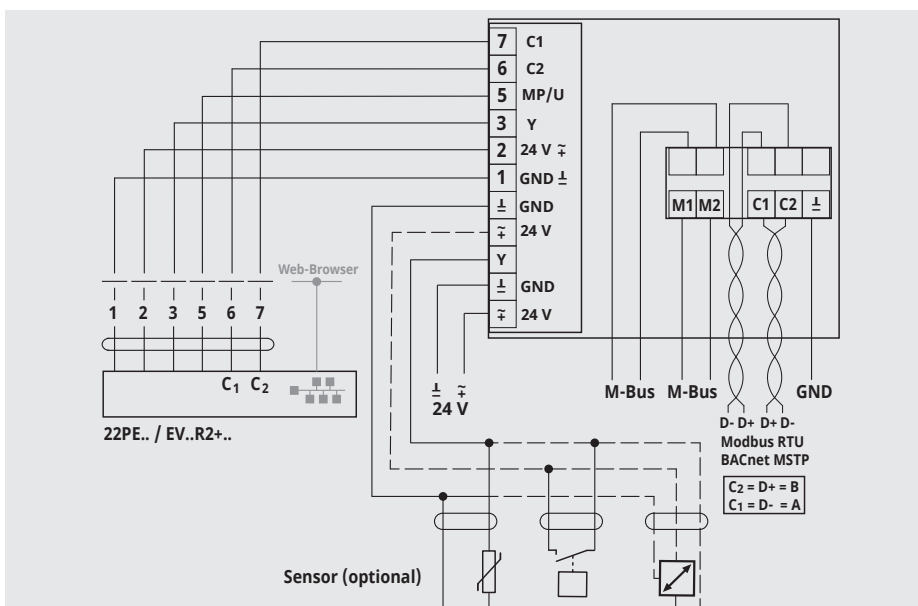 7 C1
6 C2
5 MP/U
3 Y
2 24 V
1 GND
GND
24 V
Y
GND
24 V
M1 M2 C1 C2
Web-Browser
1 2 3 5 6 7
C1 C2
22PE.. / EV..R2+..
24 V
M-Bus M-Bus GND
D- D+ D+ D-
Modbus RTU
BACnet MSTP
C2 = D+ = B
C1 = D- = A
Sensor (optional)